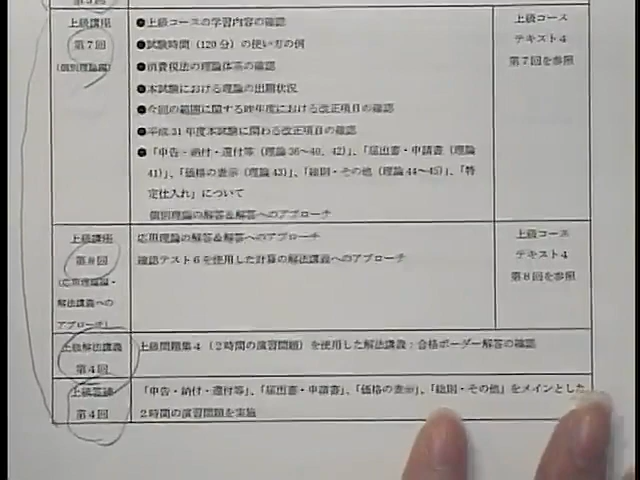 上級講座
第7回
(個別理論編)
●上級コースの学習内容の確認
●試験時間（120分）の使い方の例
●消費税法の理論体系の確認
●本試験における理論の出題状況
●今回の範囲に関する昨年度における改正項目の確認
●平成31年度本試験に関わる改正項目の確認
●「申告・納付・還付等（理論36～40、42）」、「届出書・申請書（理論
41）」、「価格の表示（理論43）」、「総則・その他（理論44～45）」、「特
定仕入れ」について
個別理論の解答＆解答へのアプローチ
上級コース
テキスト4
第7回を参照
上級講座
第8回
(応用理論編・
解法講義への
アプローチ)
応用理論の解答＆解答へのアプローチ
確認テスト6を使用した計算の解法講義へのアプローチ
上級コース
テキスト4
第8回を参照
上級解法講義
第4回
上級問題集4（2時間の演習問題）を使用した解法講義：合格ボーダー解答の確認
上級答練
第4回
「申告・納付・還付等」、「届出書・申請書」、「価格の表示」、「総則・その他」をメインとした
2時間の演習問題を実施